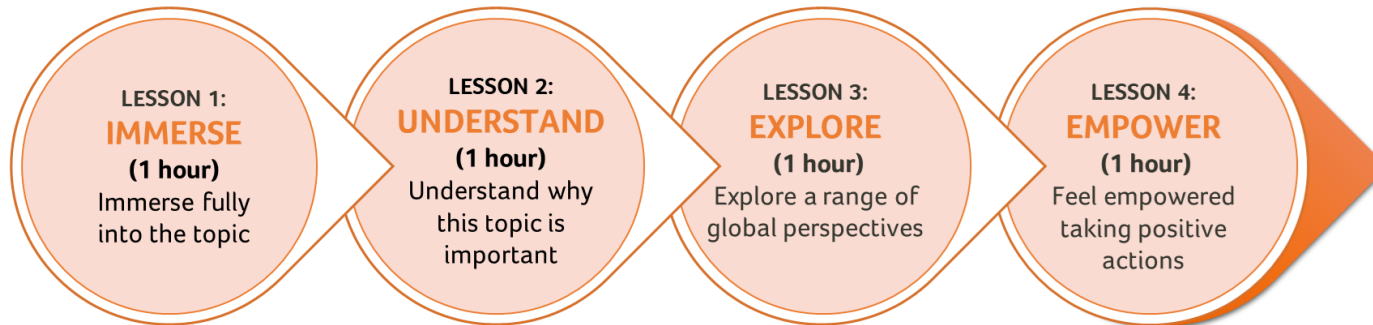 LESSON 1:
IMMERSE
(1 hour)
Immerse fully
into the topic
LESSON 2:
UNDERSTAND
(1 hour)
Understand why
this topic is
important
LESSON 3:
EXPLORE
(1 hour)
Explore a range of
global perspectives
LESSON 4:
EMPOWER
(1 hour)
Feel empowered
taking positive
actions